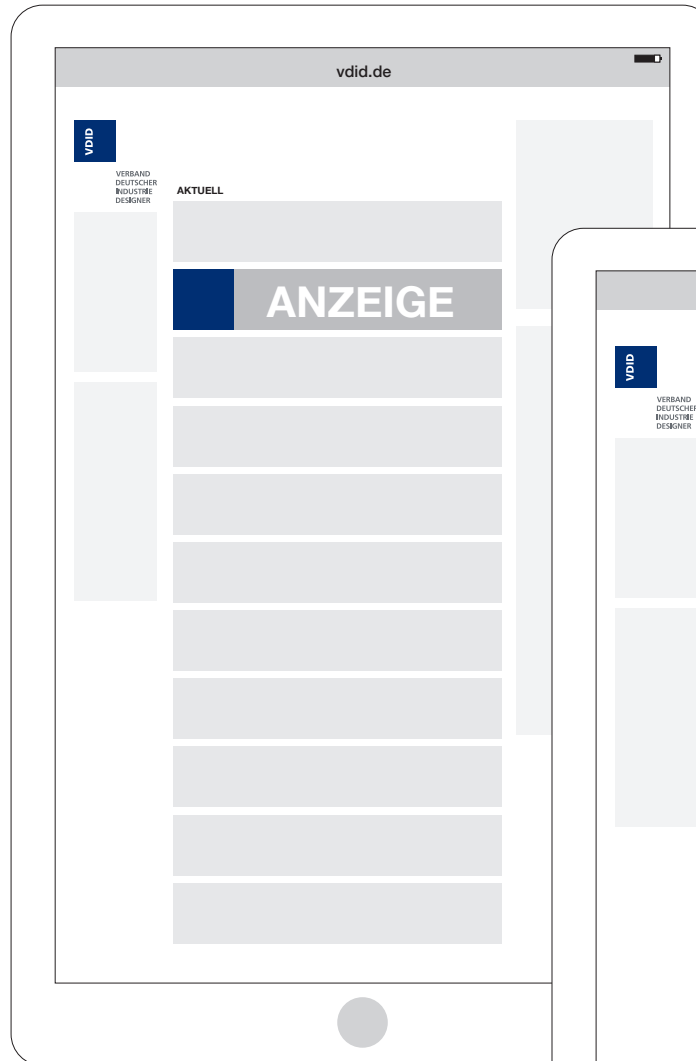 vdid.de
VDID
VERBAND
DEUTSCHER
INDUSTRIE
DESIGNER
AKTUELL
ANZEIGE
VDID
VERBAND
DEUTSCHER
INDUSTRIE
DESIGNER